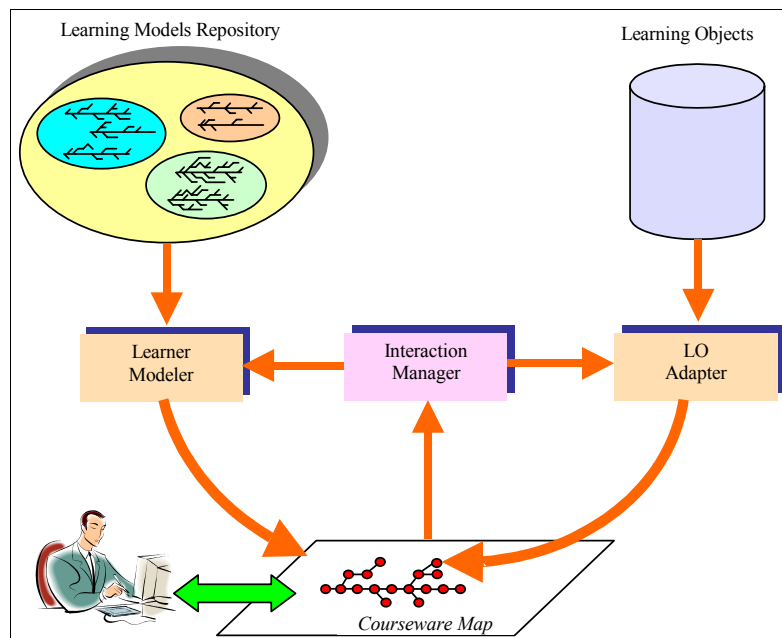 Learning Models Repository
Learning Objects
Learner
Modeler
Interaction
Manager
LO
Adapter
Courseware Map